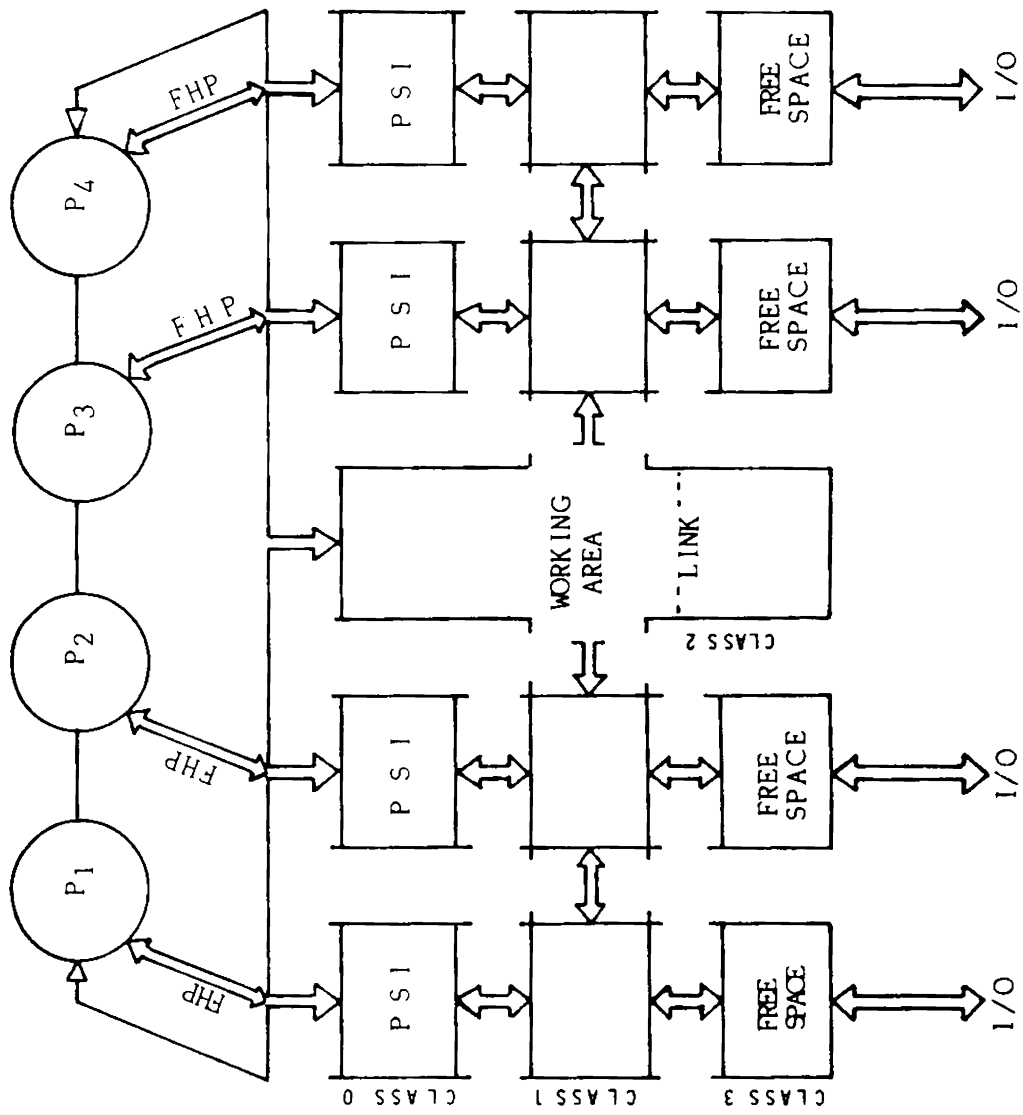 P1
P2
P3
P4
FHP
FHP
FHP
FHP
PSI
PSI
PSI
PSI
CLASS 0
WORKING
AREA
CLASS 1
LINK
CLASS 2
FREE
SPACE
FREE
SPACE
FREE
SPACE
FREE
SPACE
CLASS 3
I/O
I/O
I/O
I/O